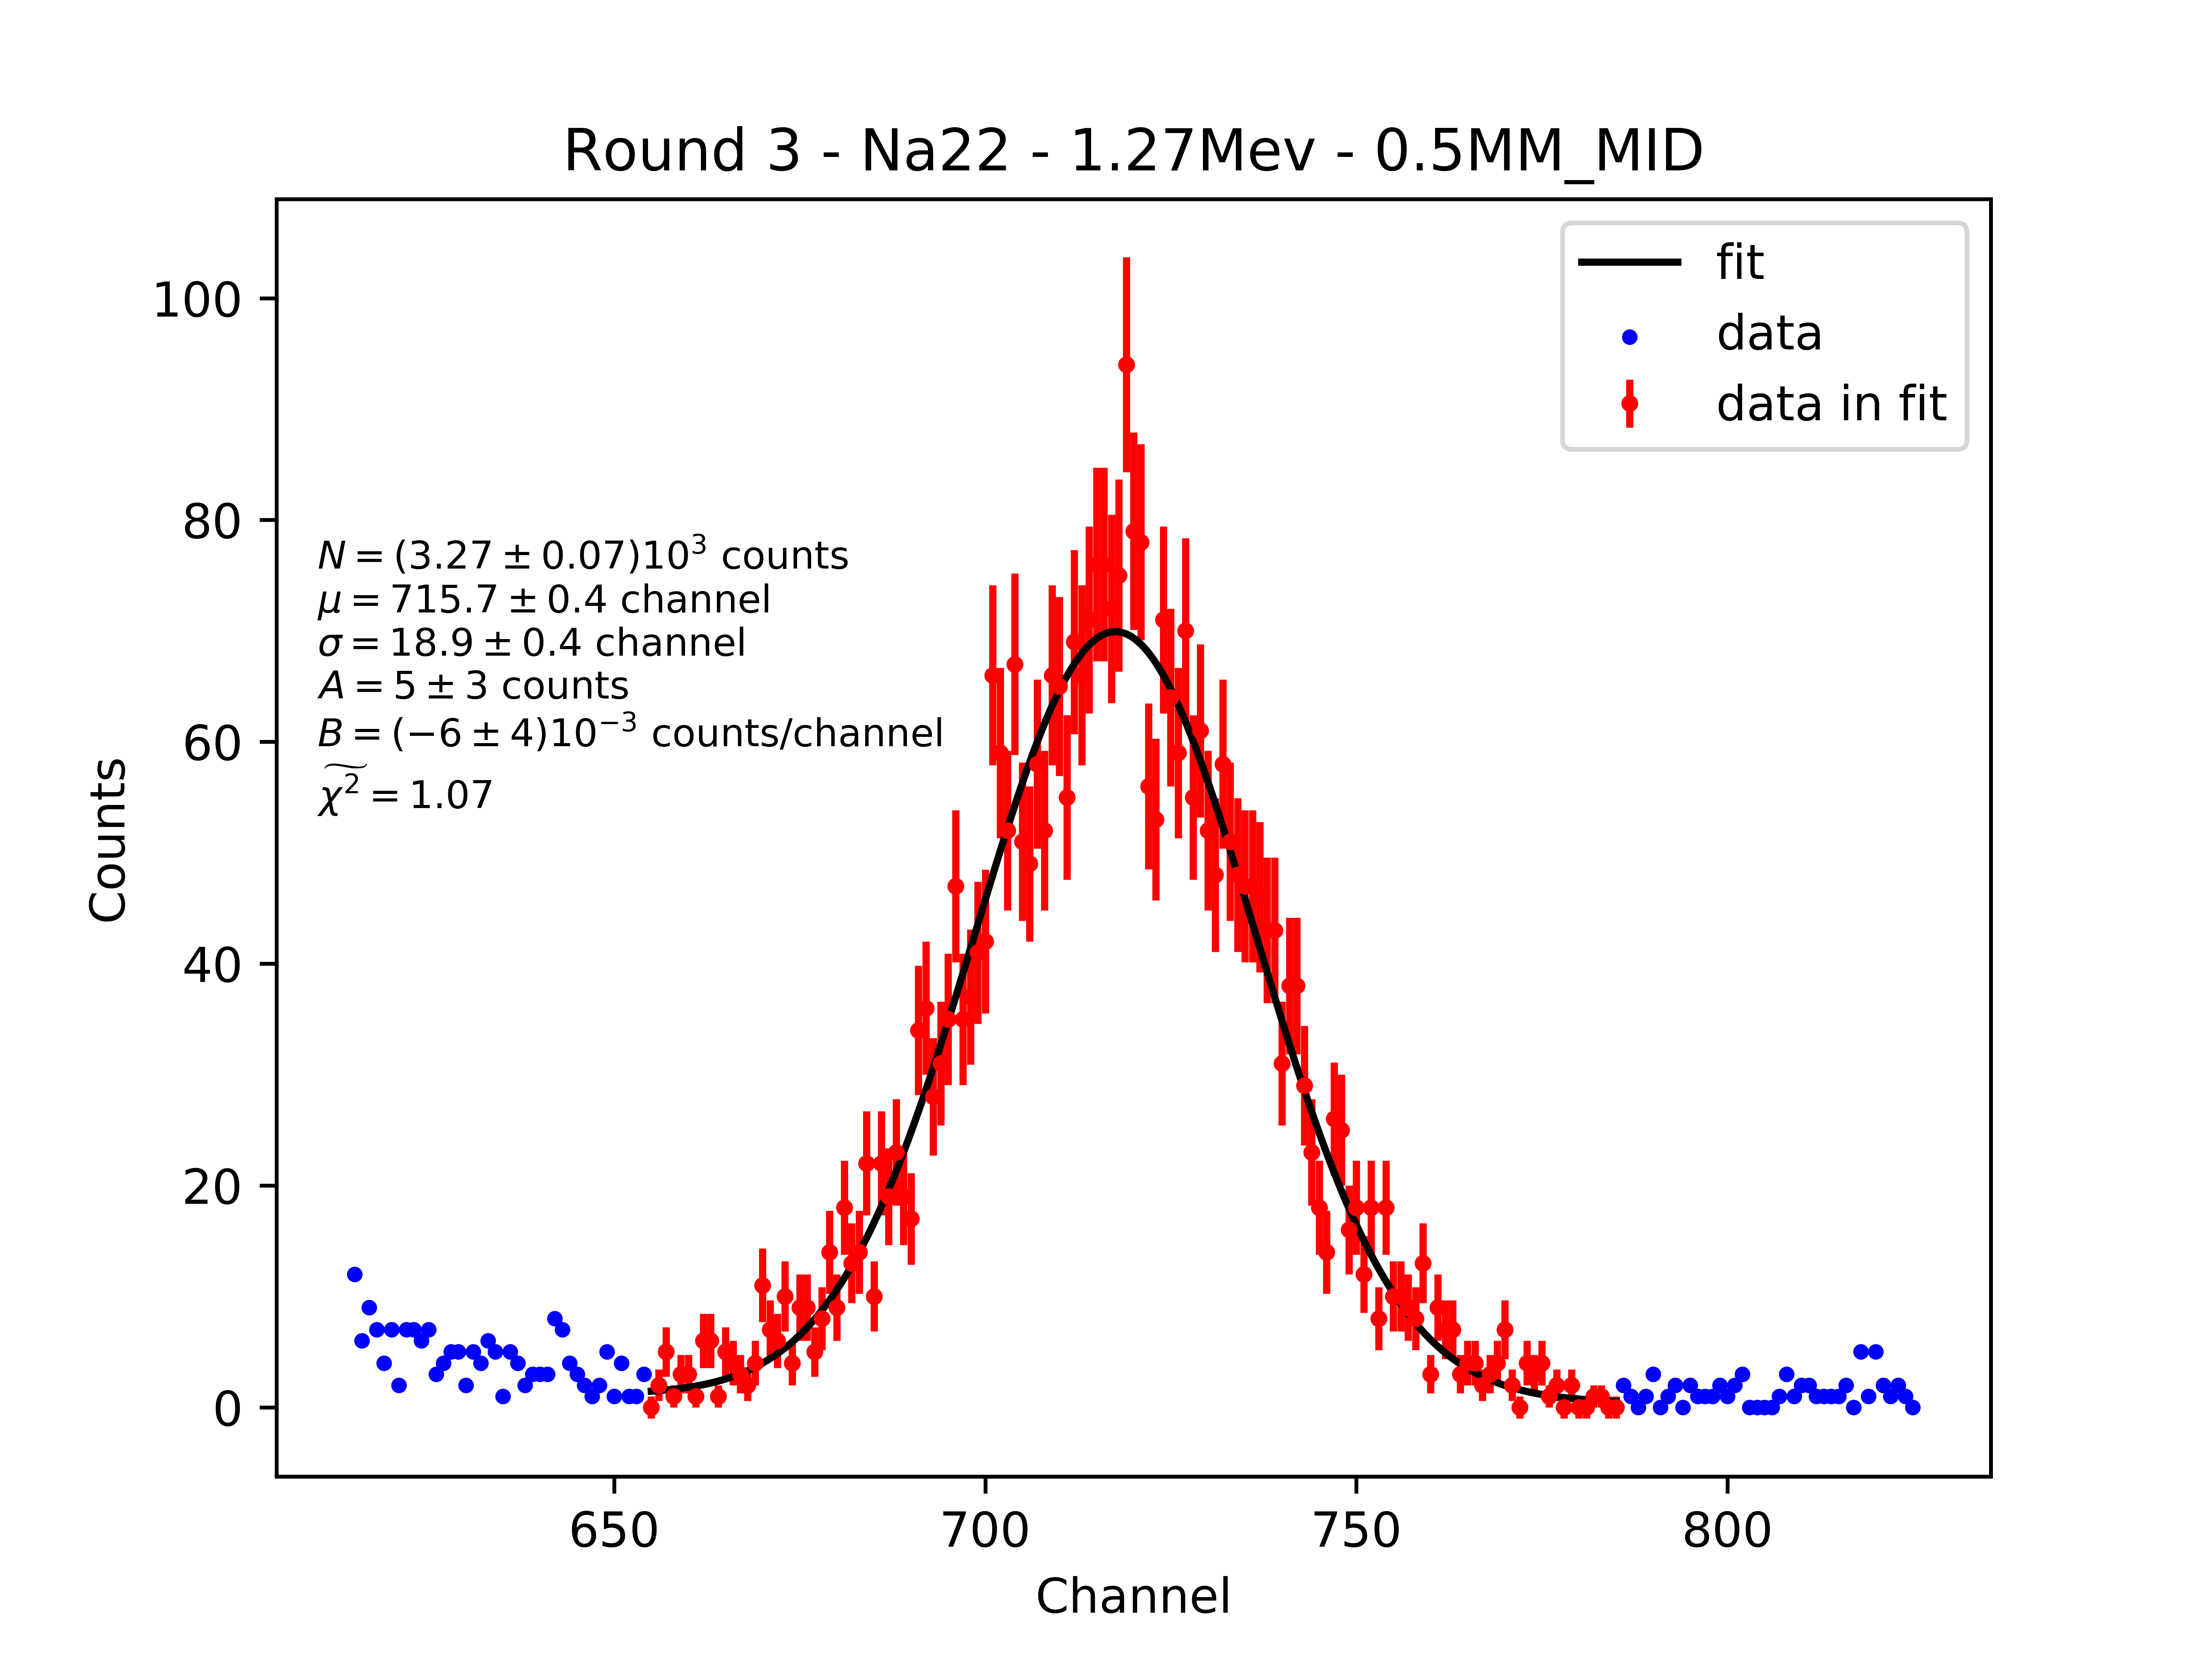 Round 3 - Na22 - 1.27Mev - 0.5MM_MID
fit
data
data in fit
100
80
60
40
20
0
N = (3.27 ± 0.07)10³ counts
μ = 715.7 ± 0.4 channel
σ = 18.9 ± 0.4 channel
A = 5 ± 3 counts
B = (−6 ± 4)10⁻³ counts/channel
χ̃² = 1.07
Counts
650 700 750 800
Channel